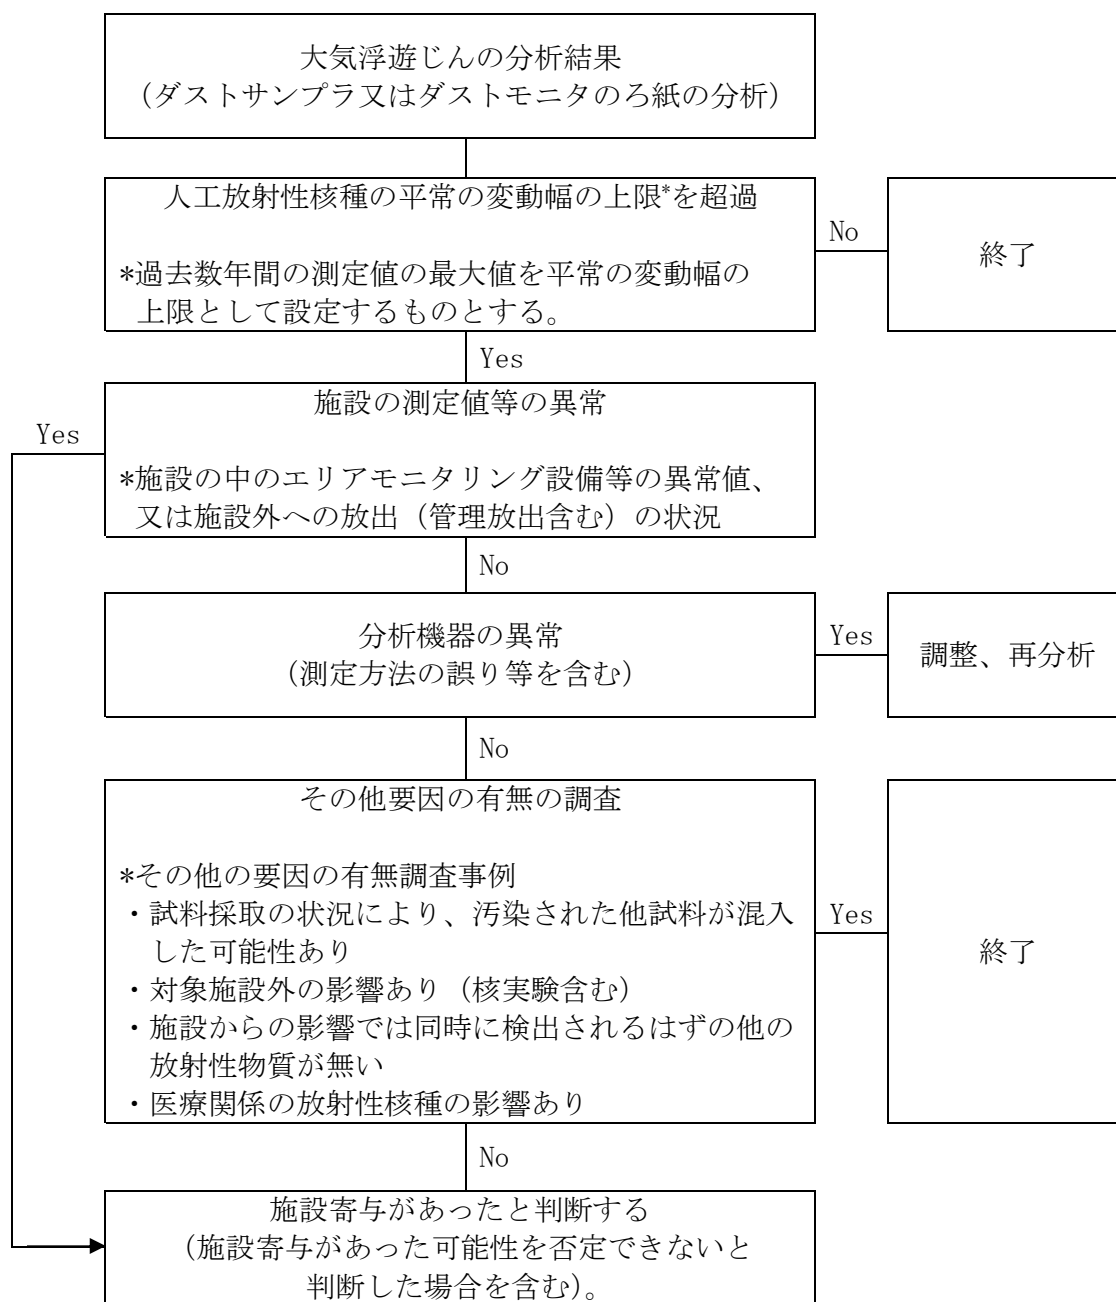 大気浮遊じんの分析結果
(ダストサンプラ又はダストモニタのろ紙の分析)
人工放射性核種の平常の変動幅の上限*を超過
*過去数年間の測定値の最大値を平常の変動幅の
上限として設定するものとする。
No
終了
Yes
施設の測定値等の異常
*施設の中のエリアモニタリング設備等の異常値、
又は施設外への放出（管理放出含む）の状況
Yes
No
分析機器の異常
(測定方法の誤り等を含む)
Yes
調整、再分析
No
その他要因の有無の調査
*その他の要因の有無調査事例
・試料採取の状況により、汚染された他試料が混入
した可能性あり
・対象施設外の影響あり（核実験含む）
・施設からの影響では同時に検出されるはずの他の
放射性物質が無い
・医療関係の放射性核種の影響あり
Yes
終了
No
施設寄与があったと判断する
（施設寄与があった可能性を否定できないと
判断した場合を含む）。